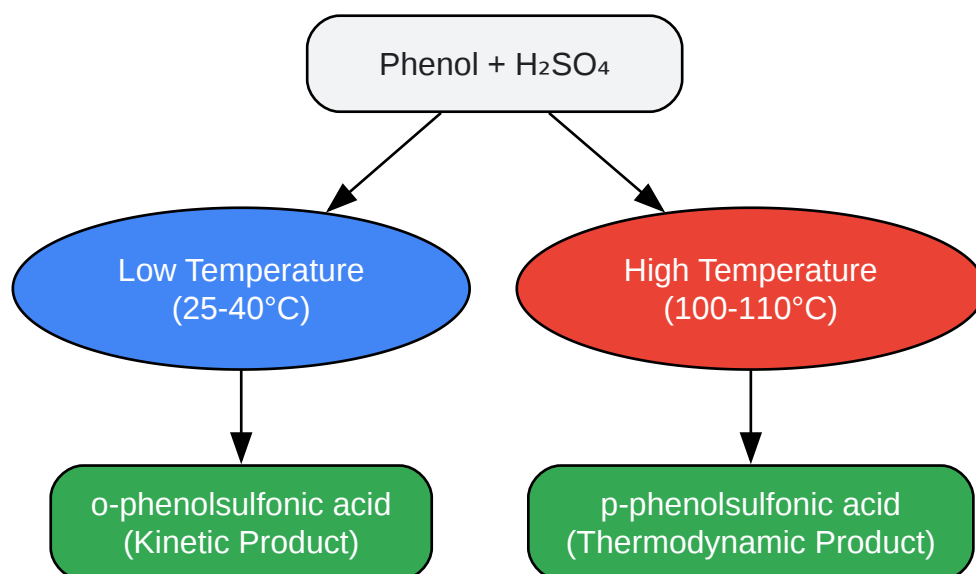 Phenol + H₂SO₄
Low Temperature
(25-40°C)
High Temperature
(100-110°C)
o-phenolsulfonic acid
(Kinetic Product)
p-phenolsulfonic acid
(Thermodynamic Product)